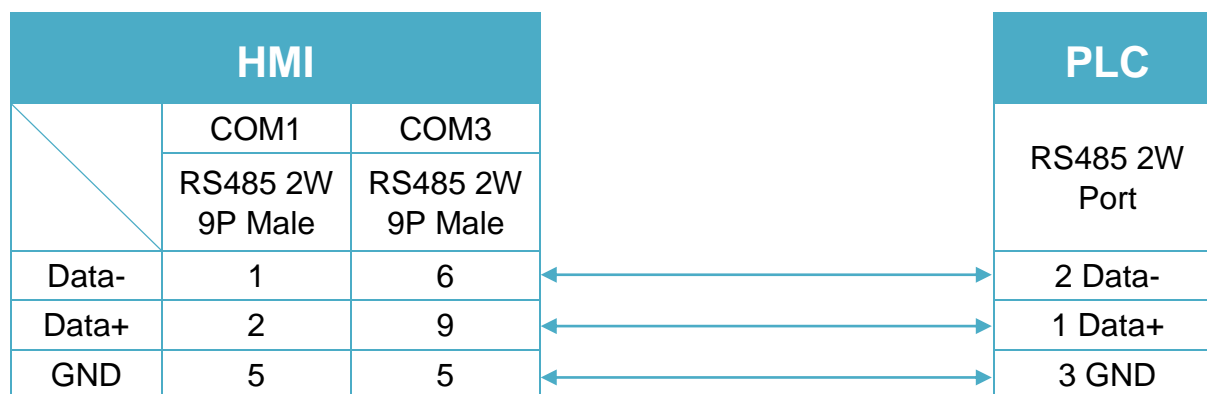 HMI PLC
COM1 COM3
RS485 2W
9P Male
RS485 2W
9P Male
RS485 2W
Port
Data- 1 6 2 Data-
Data+ 2 9 1 Data+
GND 5 5 3 GND